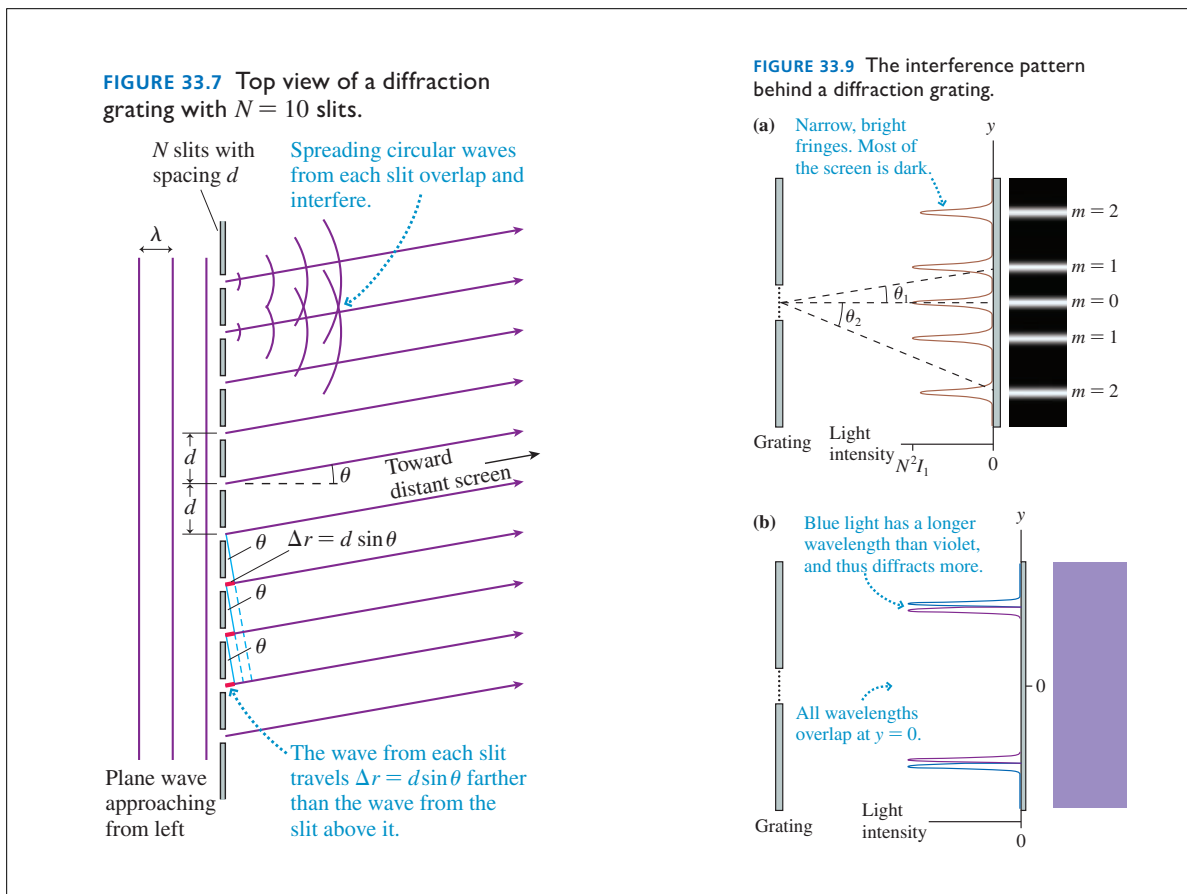 FIGURE 33.7 Top view of a diffraction
grating with N = 10 slits.
N slits with
spacing d
Spreading circular waves
from each slit overlap and
interfere.
λ
d
θ
Toward
distant screen
d
θ
Δr = d sin θ
θ
θ
The wave from each slit
travels Δr = d sin θ farther
than the wave from the
slit above it.
Plane wave
approaching
from left
FIGURE 33.9 The interference pattern
behind a diffraction grating.
(a)
Narrow, bright
fringes. Most of
the screen is dark.
y
m = 2
m = 1
θ₁
m = 0
θ₂
m = 1
m = 2
Grating
Light
intensity
N²I₁
0
(b)
Blue light has a longer
wavelength than violet,
and thus diffracts more.
y
0
All wavelengths
overlap at y = 0.
Grating
Light
intensity
0